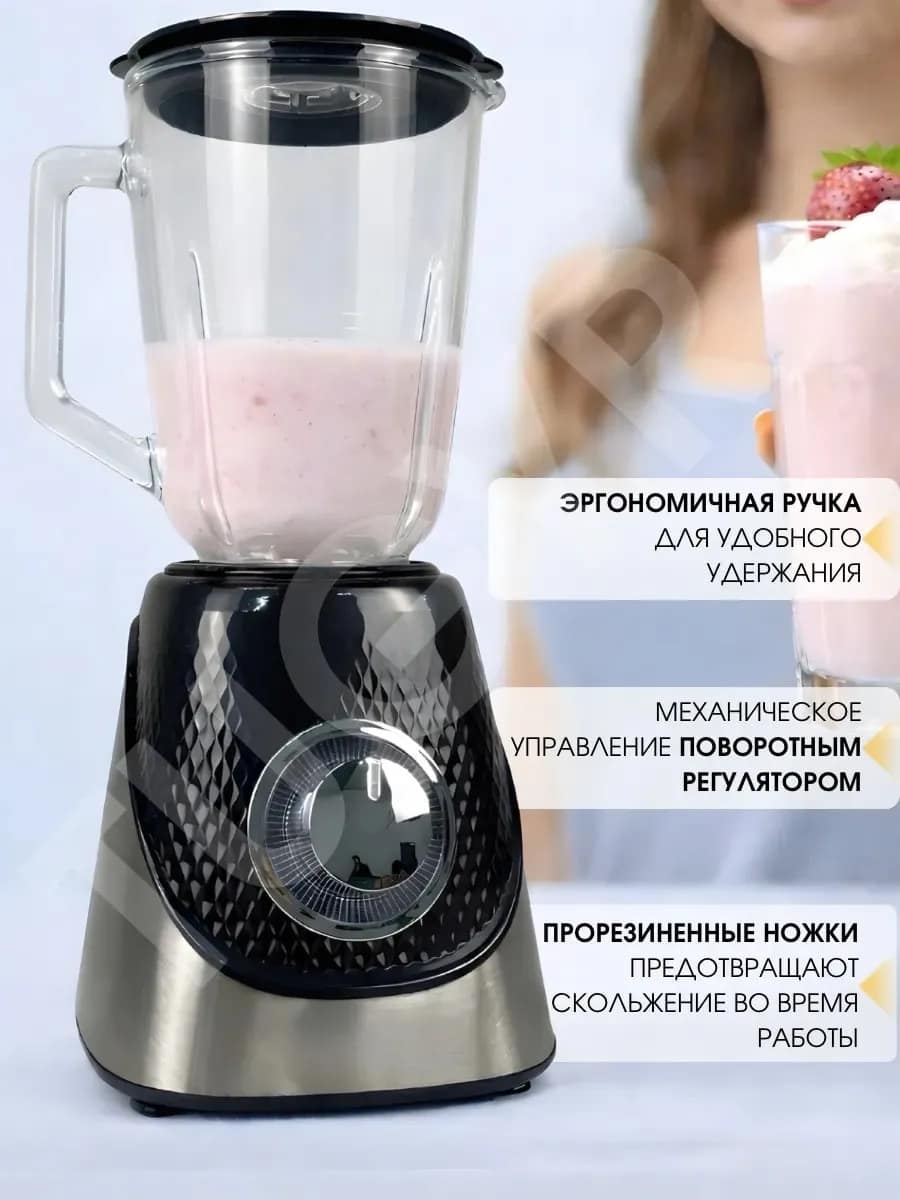 ЭРГОНОМИЧНАЯ РУЧКА
ДЛЯ УДОБНОГО
УДЕРЖАНИЯ
МЕХАНИЧЕСКОЕ
УПРАВЛЕНИЕ ПОВОРОТНЫМ
РЕГУЛЯТОРОМ
ПРОРЕЗИНЕННЫЕ НОЖКИ
ПРЕДОТВРАЩАЮТ
СКОЛЬЖЕНИЕ ВО ВРЕМЯ
РАБОТЫ